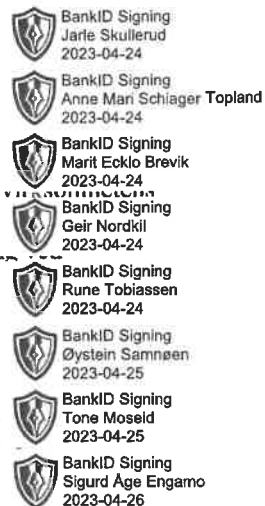 BankID Signing
Jarle Skullerud
2023-04-24
BankID Signing
Anne Mari Schiager Topland
2023-04-24
BankID Signing
Marit Ecklo Brevik
2023-04-24
BankID Signing
Geir Nordkil
2023-04-24
BankID Signing
Rune Tobiassen
2023-04-24
BankID Signing
Øystein Samnøen
2023-04-25
BankID Signing
Tone Moseid
2023-04-25
BankID Signing
Sigurd Åge Engamo
2023-04-26